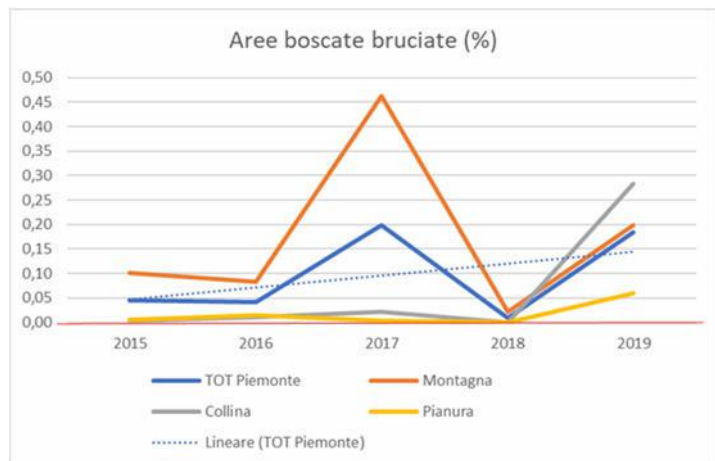 Aree boscate bruciate (%)
0,50
0,45
0,40
0,35
0,30
0,25
0,20
0,15
0,10
0,05
0,00
2015 2016 2017 2018 2019
TOT Piemonte Montagna
Collina Pianura
Lineare (TOT Piemonte)